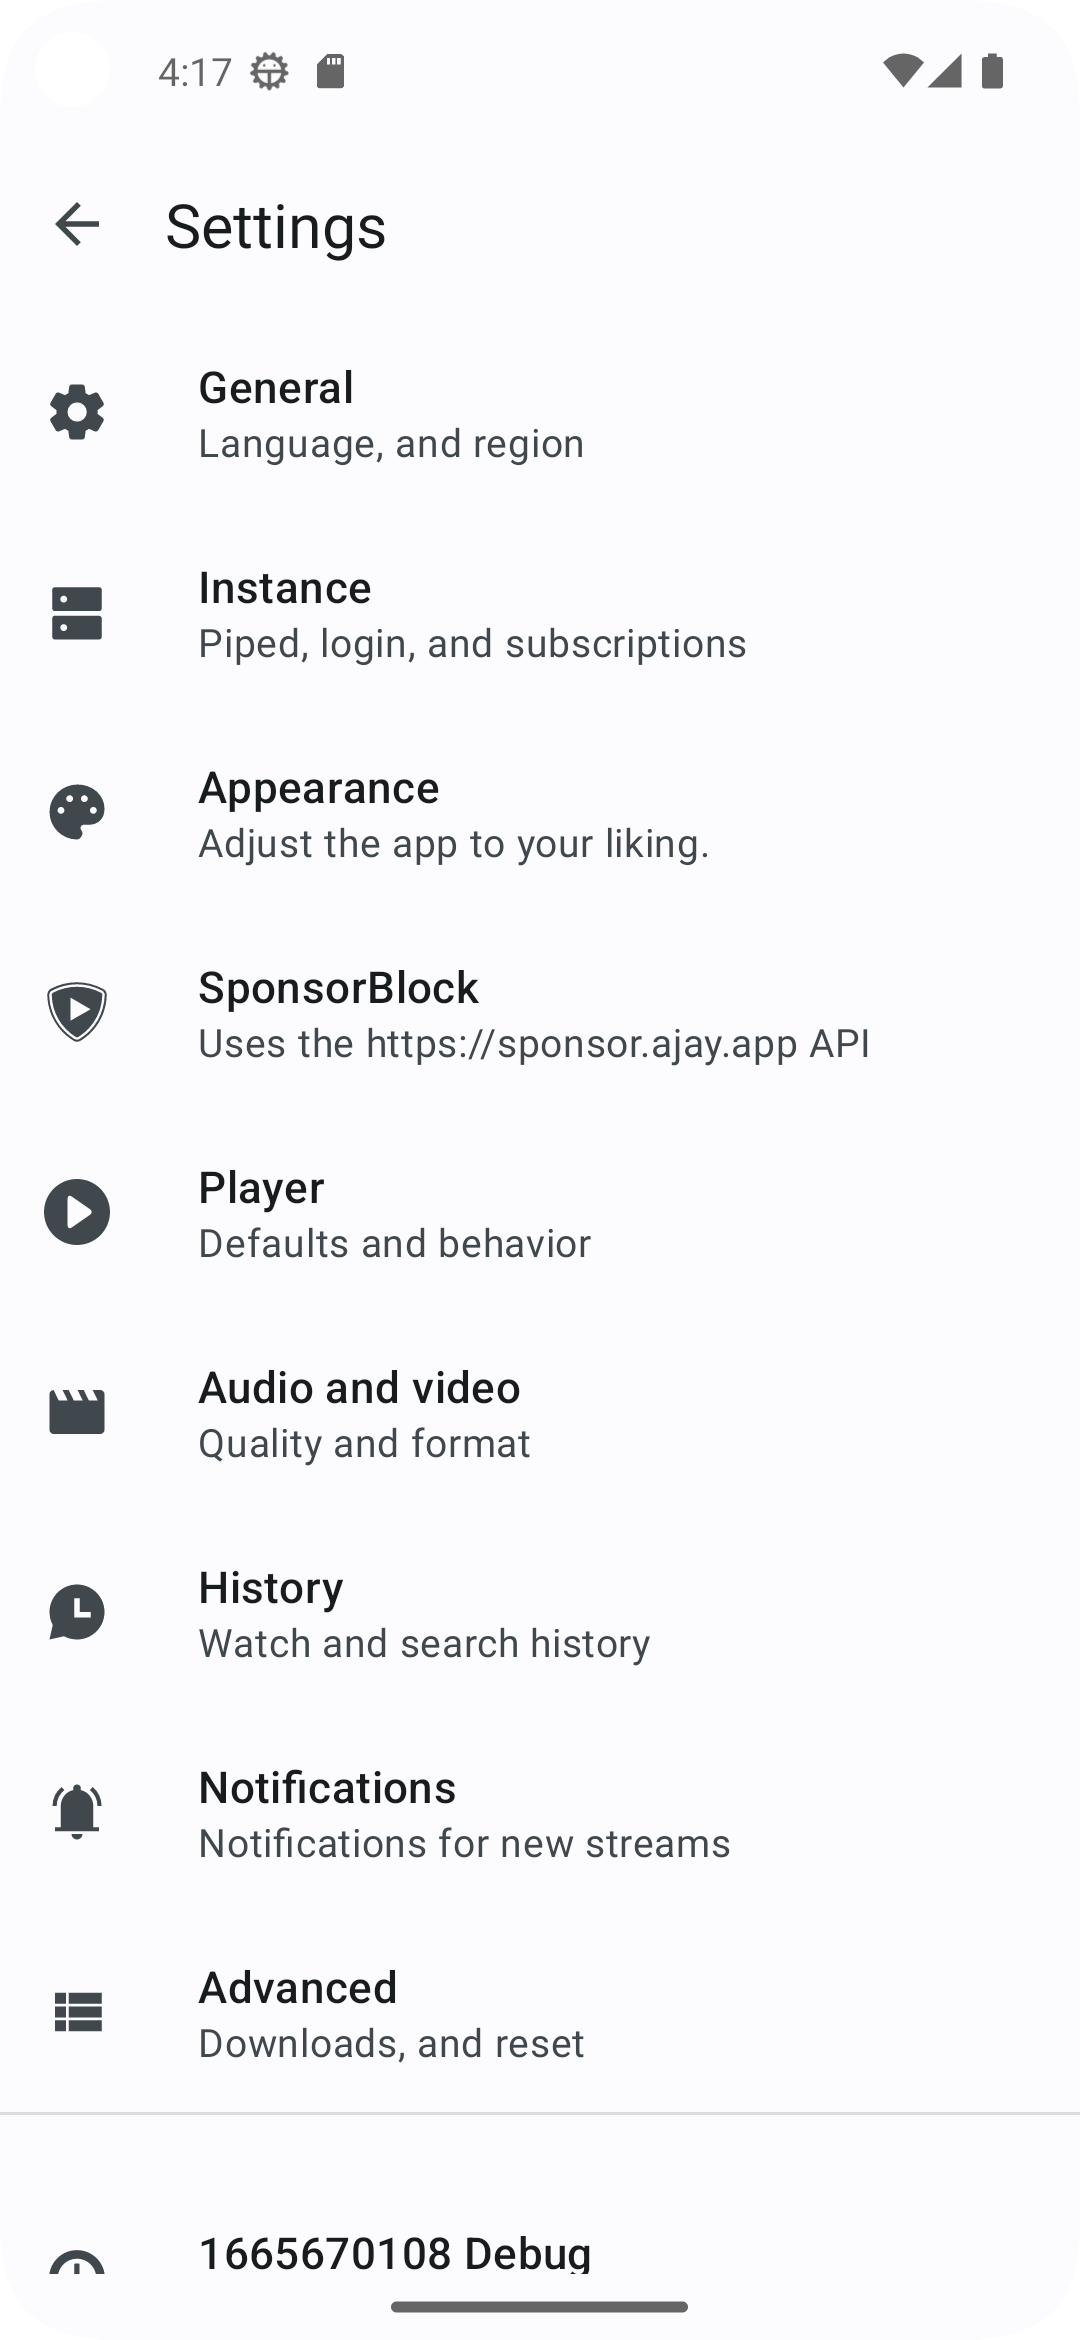 4:17
Settings
General
Language, and region
Instance
Piped, login, and subscriptions
Appearance
Adjust the app to your liking.
SponsorBlock
Uses the https://sponsor.ajay.app API
Player
Defaults and behavior
Audio and video
Quality and format
History
Watch and search history
Notifications
Notifications for new streams
Advanced
Downloads, and reset
1665670108 Debug